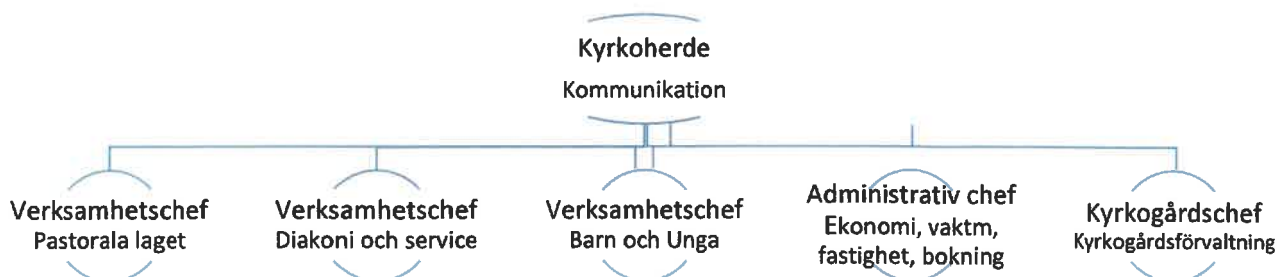 Kyrkoherde
Kommunikation
Verksamhetschef
Pastorala laget
Verksamhetschef
Diakoni och service
Verksamhetschef
Barn och Unga
Administrativ chef
Ekonomi, vaktm,
fastighet, bokning
Kyrkogårdschef
Kyrkogårdsförvaltning